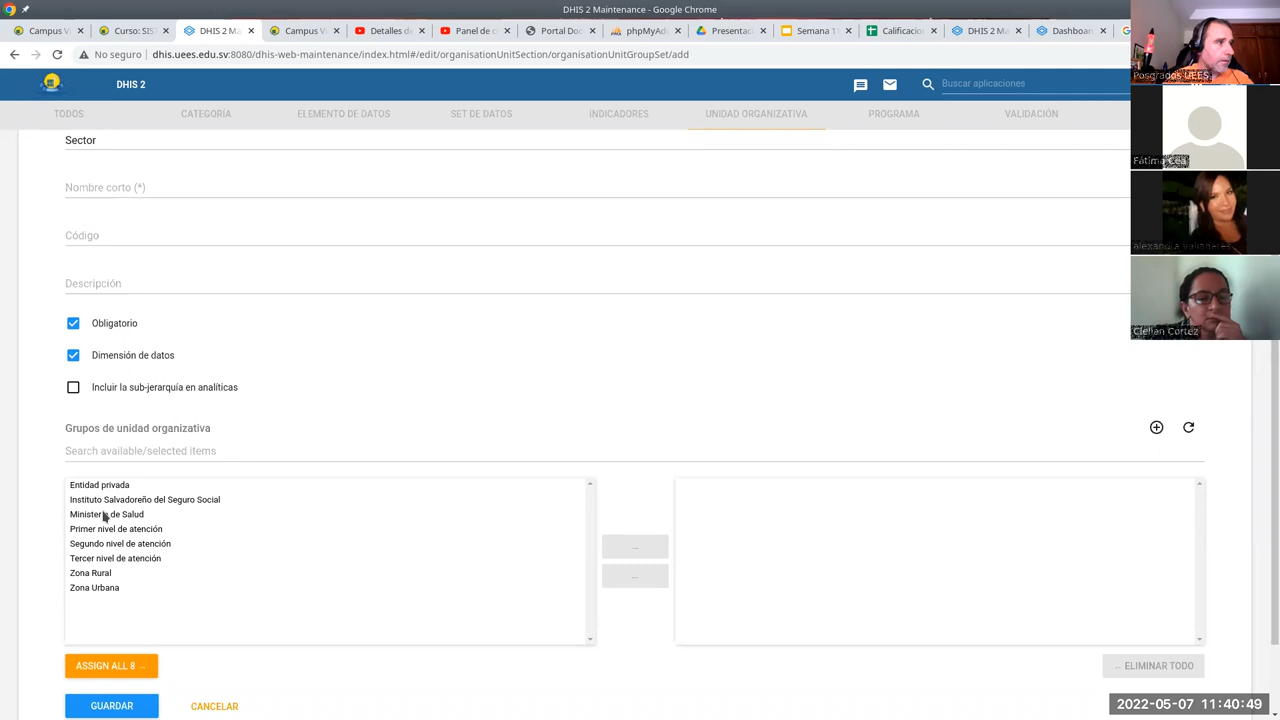 DHIS 2 Maintenance - Google Chrome
Campus V
Curso: SIS
DHIS 2 M
Campus V
Detalles de
Panel de c
Portal Doc
phpMyAd
Presentaci
Semana 1
Calificacio
DHIS 2 M
Dashboar
No seguro
dhis.uees.edu.sv:8080/dhis-web-maintenance/index.html#/edit/organisationUnitSection/organisationUnitGroupSet/add
DHIS 2
Buscar aplicaciones
Posgrados UEES
TODOS
CATEGORÍA
ELEMENTO DE DATOS
SET DE DATOS
INDICADORES
UNIDAD ORGANIZATIVA
PROGRAMA
VALIDACIÓN
Sector
Fátima Cea
Nombre corto (*)
Código
alexandra
Descripción
Obligatorio
Clelian Cortez
Dimensión de datos
Incluir la sub-jerarquía en analíticas
Grupos de unidad organizativa
Search available/selected items
Entidad privada
Instituto Salvadoreño del Seguro Social
Ministerio de Salud
Primer nivel de atención
Segundo nivel de atención
Tercer nivel de atención
Zona Rural
Zona Urbana
→
←
ASSIGN ALL 8 →
← ELIMINAR TODO
GUARDAR
CANCELAR
2022-05-07 11:40:49